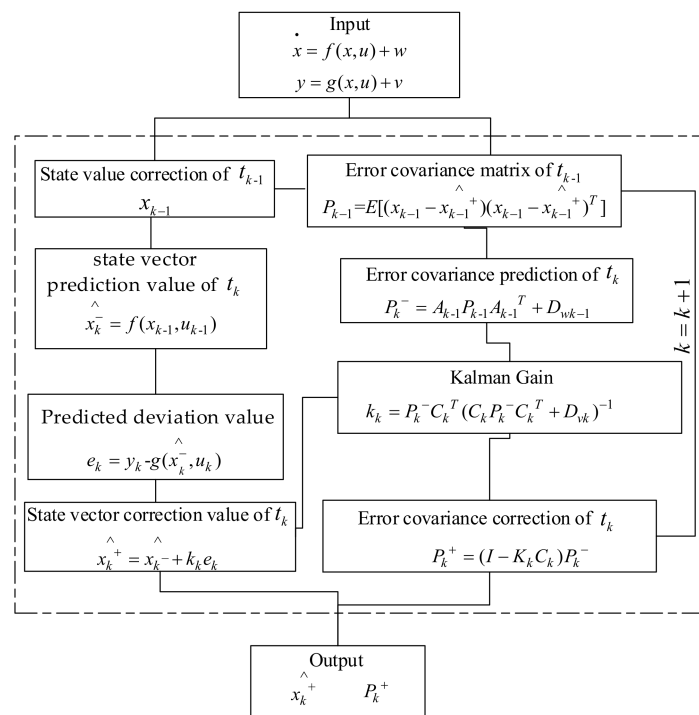 Input
ẋ = f(x,u)+w
y = g(x,u)+v
State value correction of t_{k-1}
x_{k-1}
Error covariance matrix of t_{k-1}
P_{k-1}=E[(x_{k-1} − x̂_{k-1}^+)(x_{k-1} − x̂_{k-1}^+)^T]
state vector
prediction value of t_k
x̂_k^- = f(x_{k-1},u_{k-1})
Error covariance prediction of t_k
P_k^- = A_{k-1}P_{k-1}A_{k-1}^T + D_{wk-1}
k = k+1
Kalman Gain
k_k = P_k^-C_k^T(C_kP_k^-C_k^T + D_{vk})^{-1}
Predicted deviation value
e_k = y_k-g(x̂_k^-,u_k)
State vector correction value of t_k
x̂_k^+ = x̂_k^- + k_k e_k
Error covariance correction of t_k
P_k^+ = (I − K_kC_k)P_k^-
Output
x̂_k^+ P_k^+